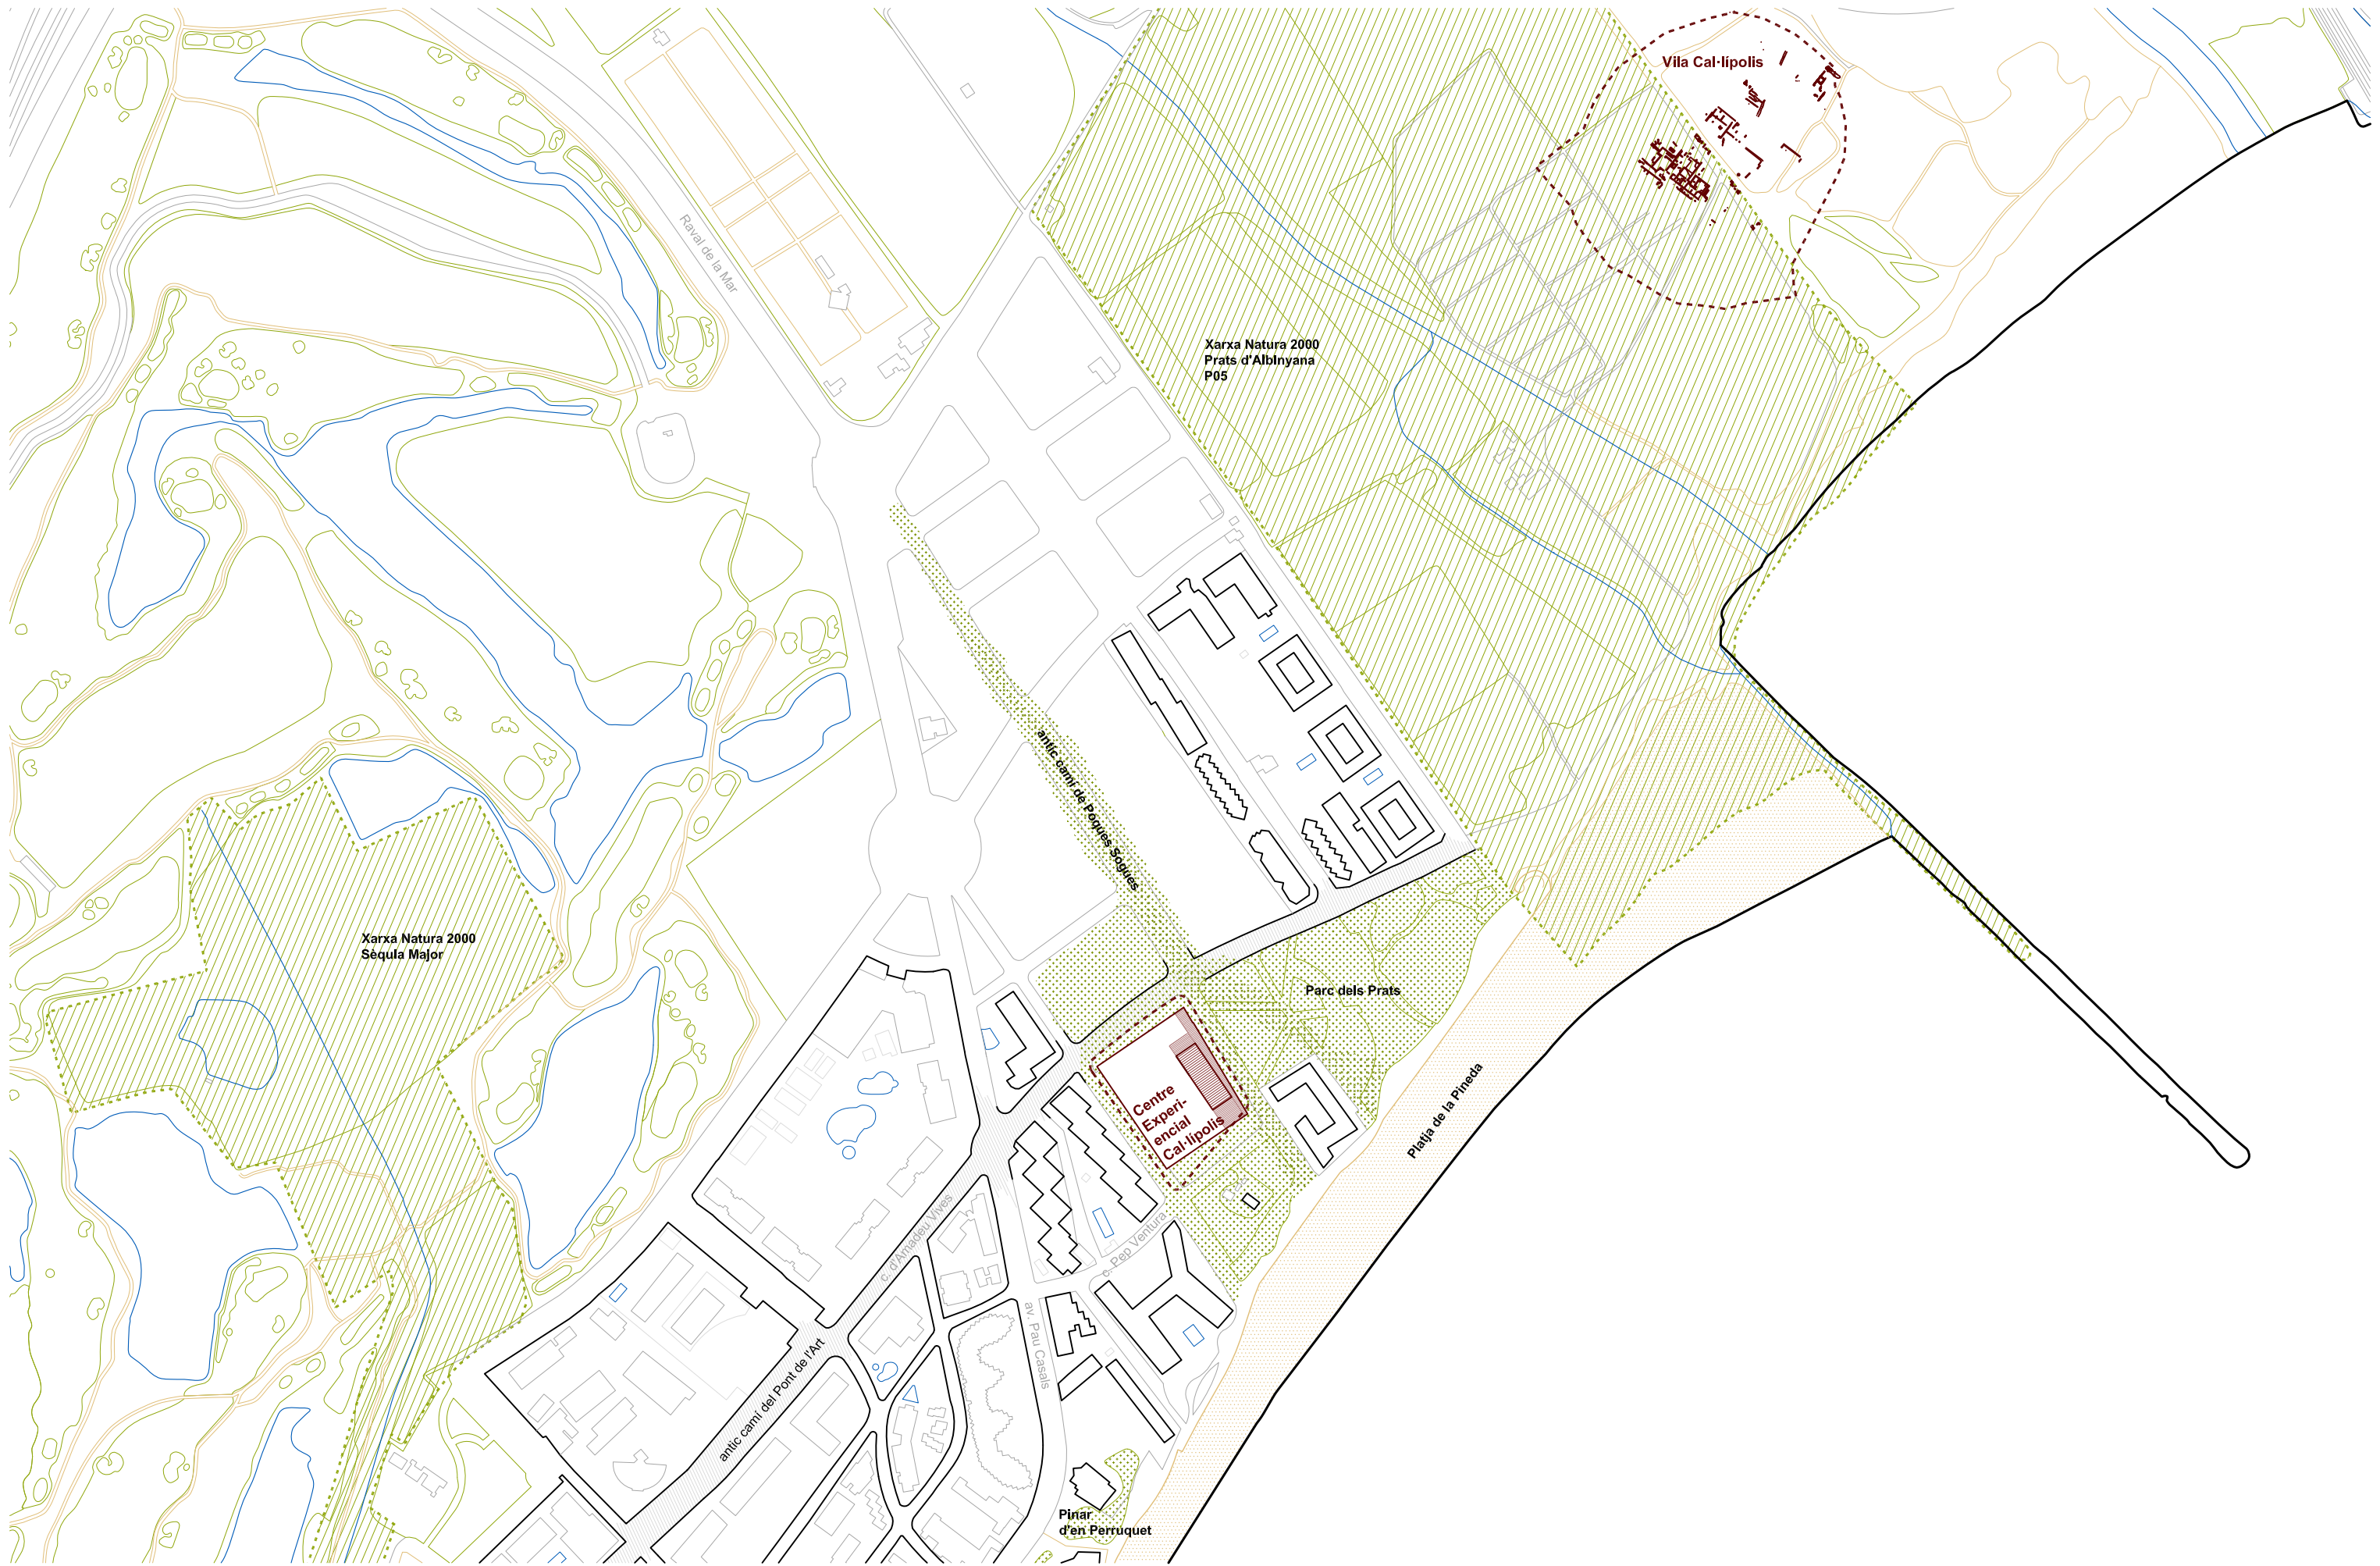 Vila Cal·lípolis
Raval de la Mar
Xarxa Natura 2000
Prats d'Albinyana
P05
antic camí de Poques Sogues
Xarxa Natura 2000
Sèquia Major
Parc dels Prats
Centre
Experi-
encial
Cal·lípolis
Platja de la Pineda
c. d'Amadeu Vives
c. Pep Ventura
av. Pau Casals
antic camí del Pont de l'Art
Pinar
d'en Perruquet